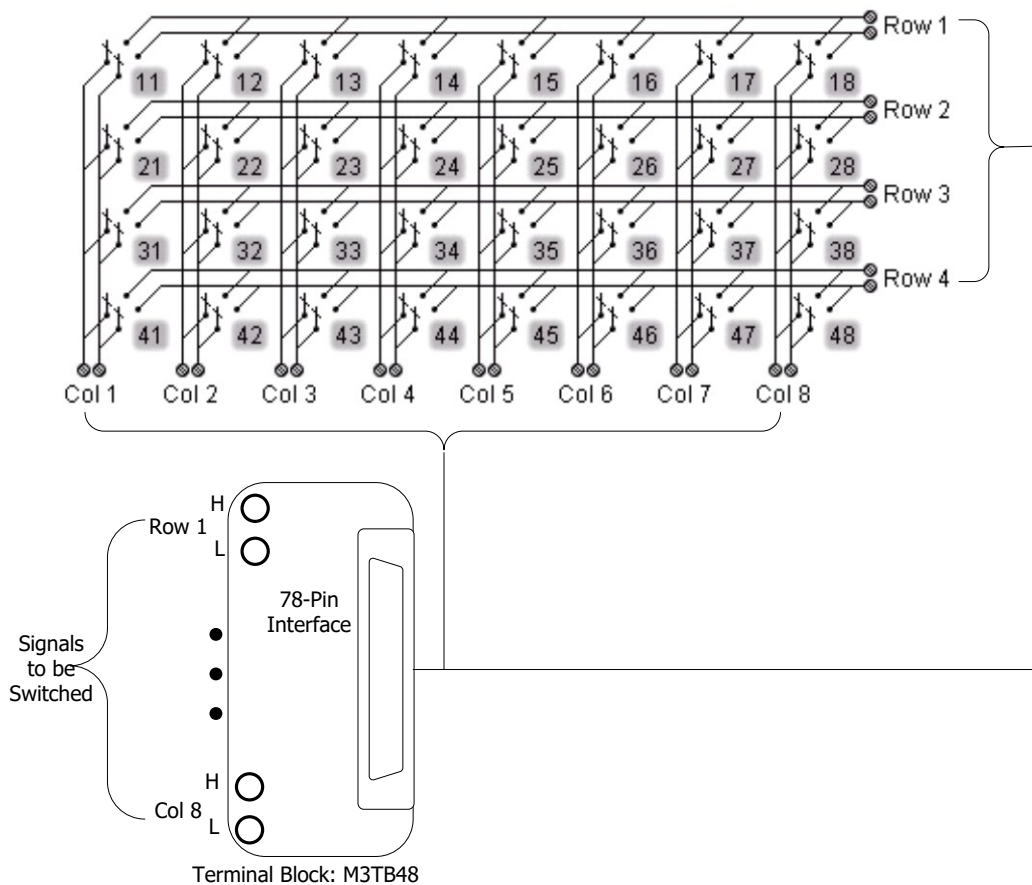 Row 1
11 12 13 14 15 16 17 18
Row 2
21 22 23 24 25 26 27 28
Row 3
31 32 33 34 35 36 37 38
Row 4
41 42 43 44 45 46 47 48
Col 1 Col 2 Col 3 Col 4 Col 5 Col 6 Col 7 Col 8
H
Row 1
L
78-Pin
Interface
Signals
to be
Switched
H
Col 8
L
Terminal Block: M3TB48